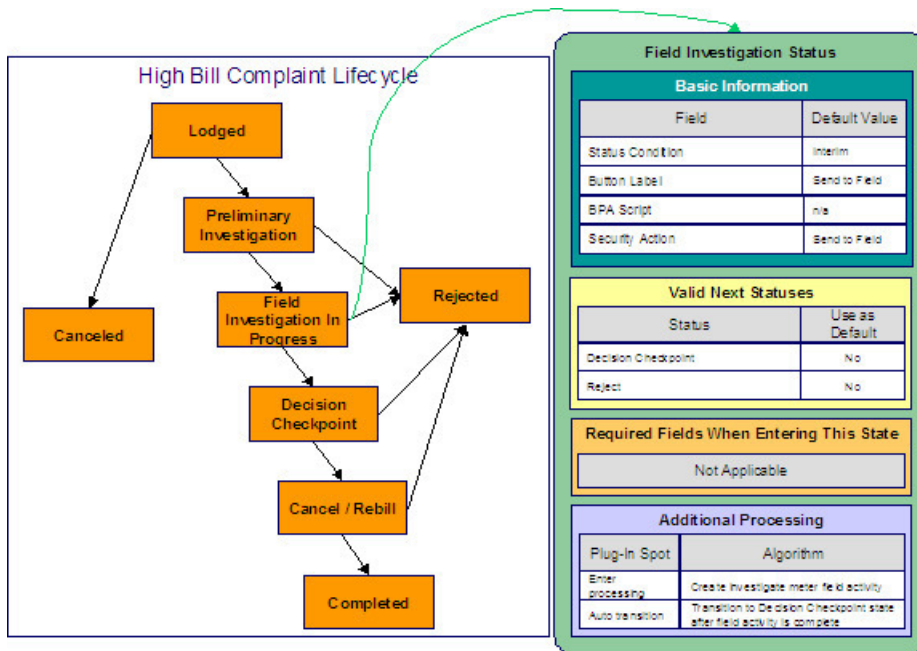 High Bill Complaint Lifecycle
Lodged
Preliminary
Investigation
Canceled
Field
Investigation In
Progress
Rejected
Decision
Checkpoint
Cancel / Rebill
Completed
Field Investigation Status
Basic Information
Field Default Value
Status Condition Interim
Button Label Send to Field
BPA Script n/a
Security Action Send to Field
Valid Next Statuses
Status Use as
Default
Decision Checkpoint No
Reject No
Required Fields When Entering This State
Not Applicable
Additional Processing
Plug-In Spot Algorithm
Enter
processing Create investigate meter field activity
Auto transition Transition to Decision Checkpoint state
after field activity is complete